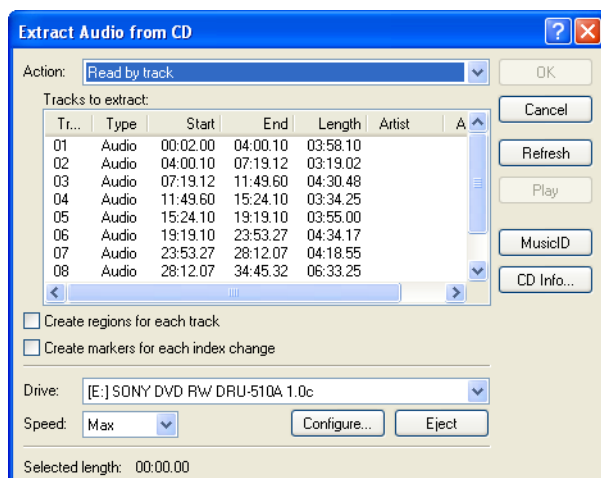 Extract Audio from CD
Action: Read by track OK
Tracks to extract: Cancel
Tr... Type Start End Length Artist A
01 Audio 00:02.00 04:00.10 03:58.10
02 Audio 04:00.10 07:19.12 03:19.02 Refresh
03 Audio 07:19.12 11:49.60 04:30.48
04 Audio 11:49.60 15:24.10 03:34.25 Play
05 Audio 15:24.10 19:19.10 03:55.00
06 Audio 19:19.10 23:53.27 04:34.17 MusicID
07 Audio 23:53.27 28:12.07 04:18.55
08 Audio 28:12.07 34:45.32 06:33.25 CD Info...
Create regions for each track
Create markers for each index change
Drive: [E:] SONY DVD RW DRU-510A 1.0c
Speed: Max Configure... Eject
Selected length: 00:00.00